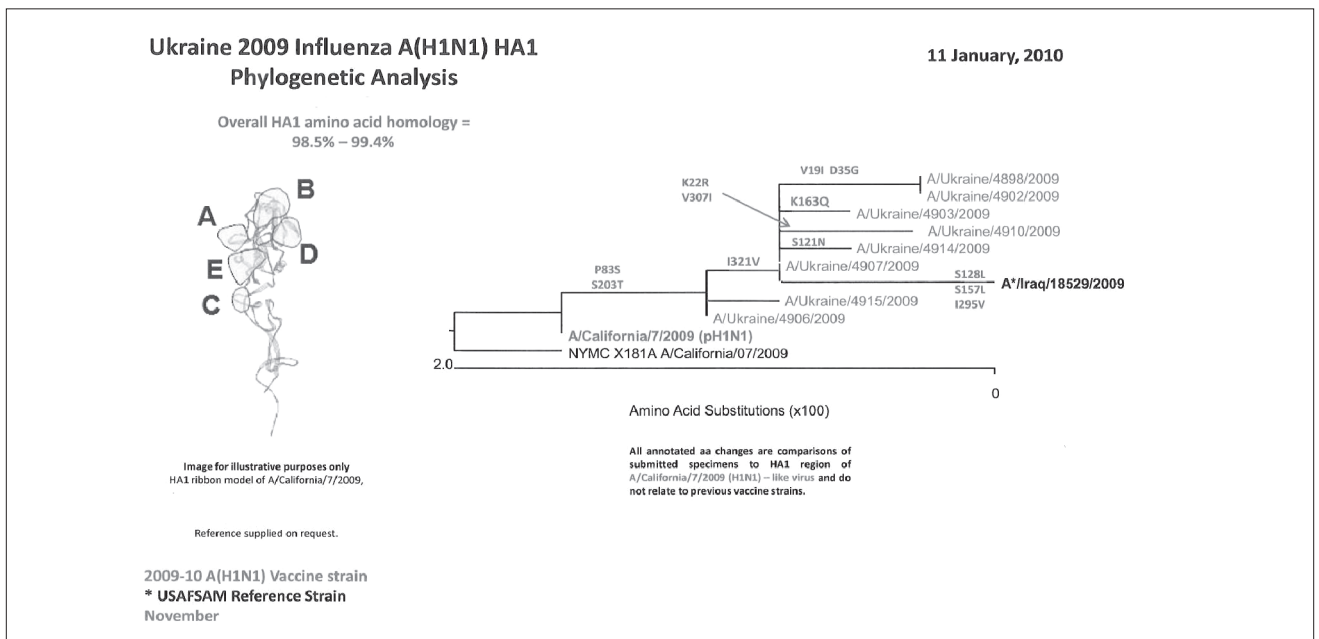 Ukraine 2009 Influenza A(H1N1) HA1
Phylogenetic Analysis
11 January, 2010
Overall HA1 amino acid homology =
98.5% – 99.4%
B
A
D
E
C
Image for illustrative purposes only
HA1 ribbon model of A/California/7/2009,
Reference supplied on request.
2009-10 A(H1N1) Vaccine strain
* USAFSAM Reference Strain
November
V19I D35G
A/Ukraine/4898/2009
A/Ukraine/4902/2009
K22R
V307I
K163Q
A/Ukraine/4903/2009
A/Ukraine/4910/2009
S121N
A/Ukraine/4914/2009
I321V
A/Ukraine/4907/2009
P83S
S203T
S128L
S157L
I295V
A*/Iraq/18529/2009
A/Ukraine/4915/2009
A/Ukraine/4906/2009
A/California/7/2009 (pH1N1)
NYMC X181A A/California/07/2009
2.0
0
Amino Acid Substitutions (x100)
All annotated aa changes are comparisons of
submitted specimens to HA1 region of
A/California/7/2009 (H1N1) – like virus and do
not relate to previous vaccine strains.